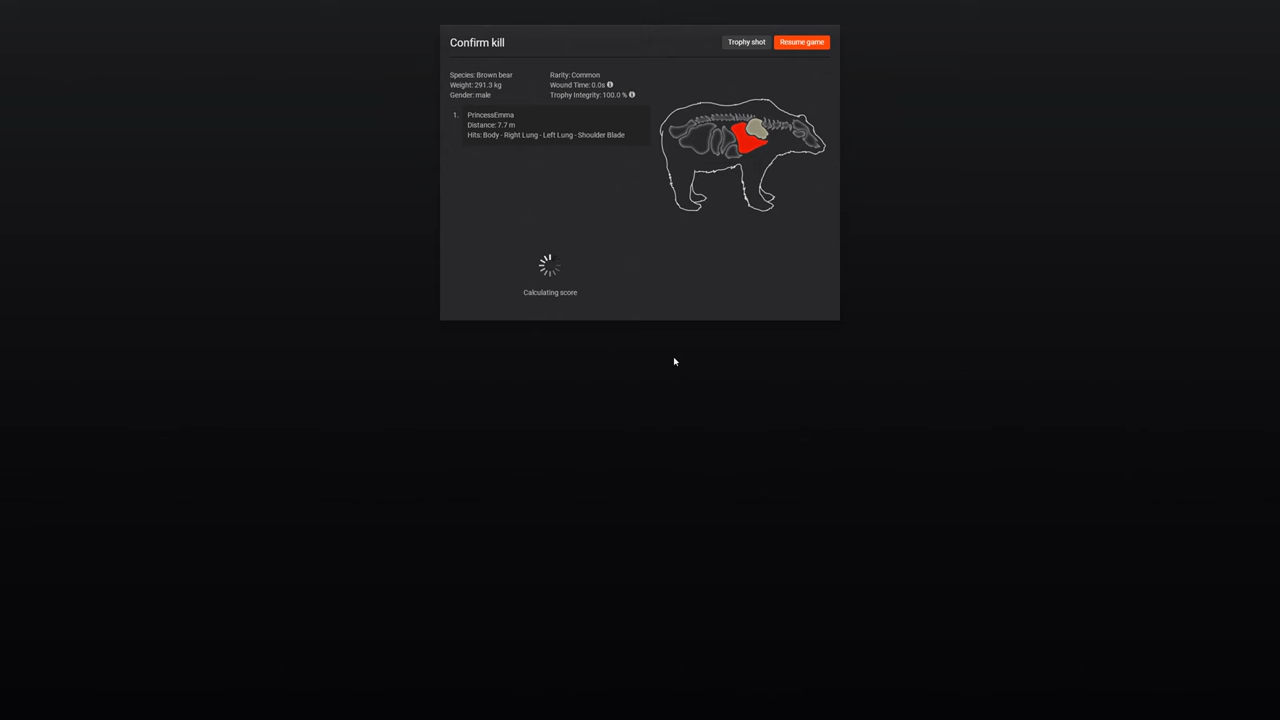 Confirm kill
Trophy shot
Resume game
Species: Brown bear
Weight: 291.3 kg
Gender: male
Rarity: Common
Wound Time: 0.0s
Trophy Integrity: 100.0 %
1. PrincessEmma
Distance: 7.7 m
Hits: Body - Right Lung - Left Lung - Shoulder Blade
Calculating score